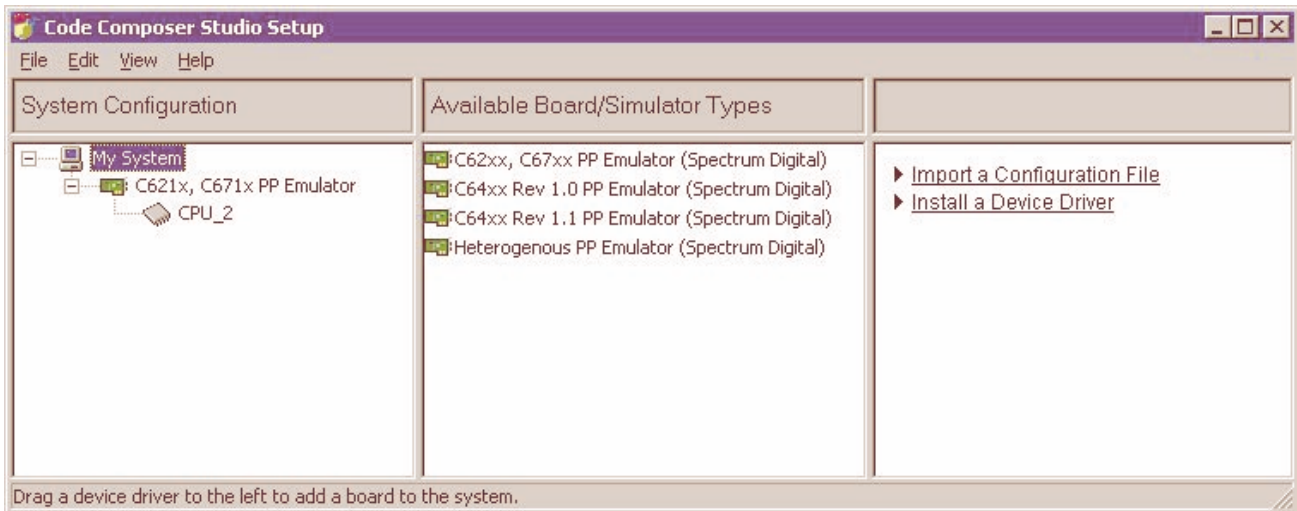 Code Composer Studio Setup
File Edit View Help
System Configuration
Available Board/Simulator Types
My System
C621x, C671x PP Emulator
CPU_2
C62xx, C67xx PP Emulator (Spectrum Digital)
C64xx Rev 1.0 PP Emulator (Spectrum Digital)
C64xx Rev 1.1 PP Emulator (Spectrum Digital)
Heterogenous PP Emulator (Spectrum Digital)
Import a Configuration File
Install a Device Driver
Drag a device driver to the left to add a board to the system.